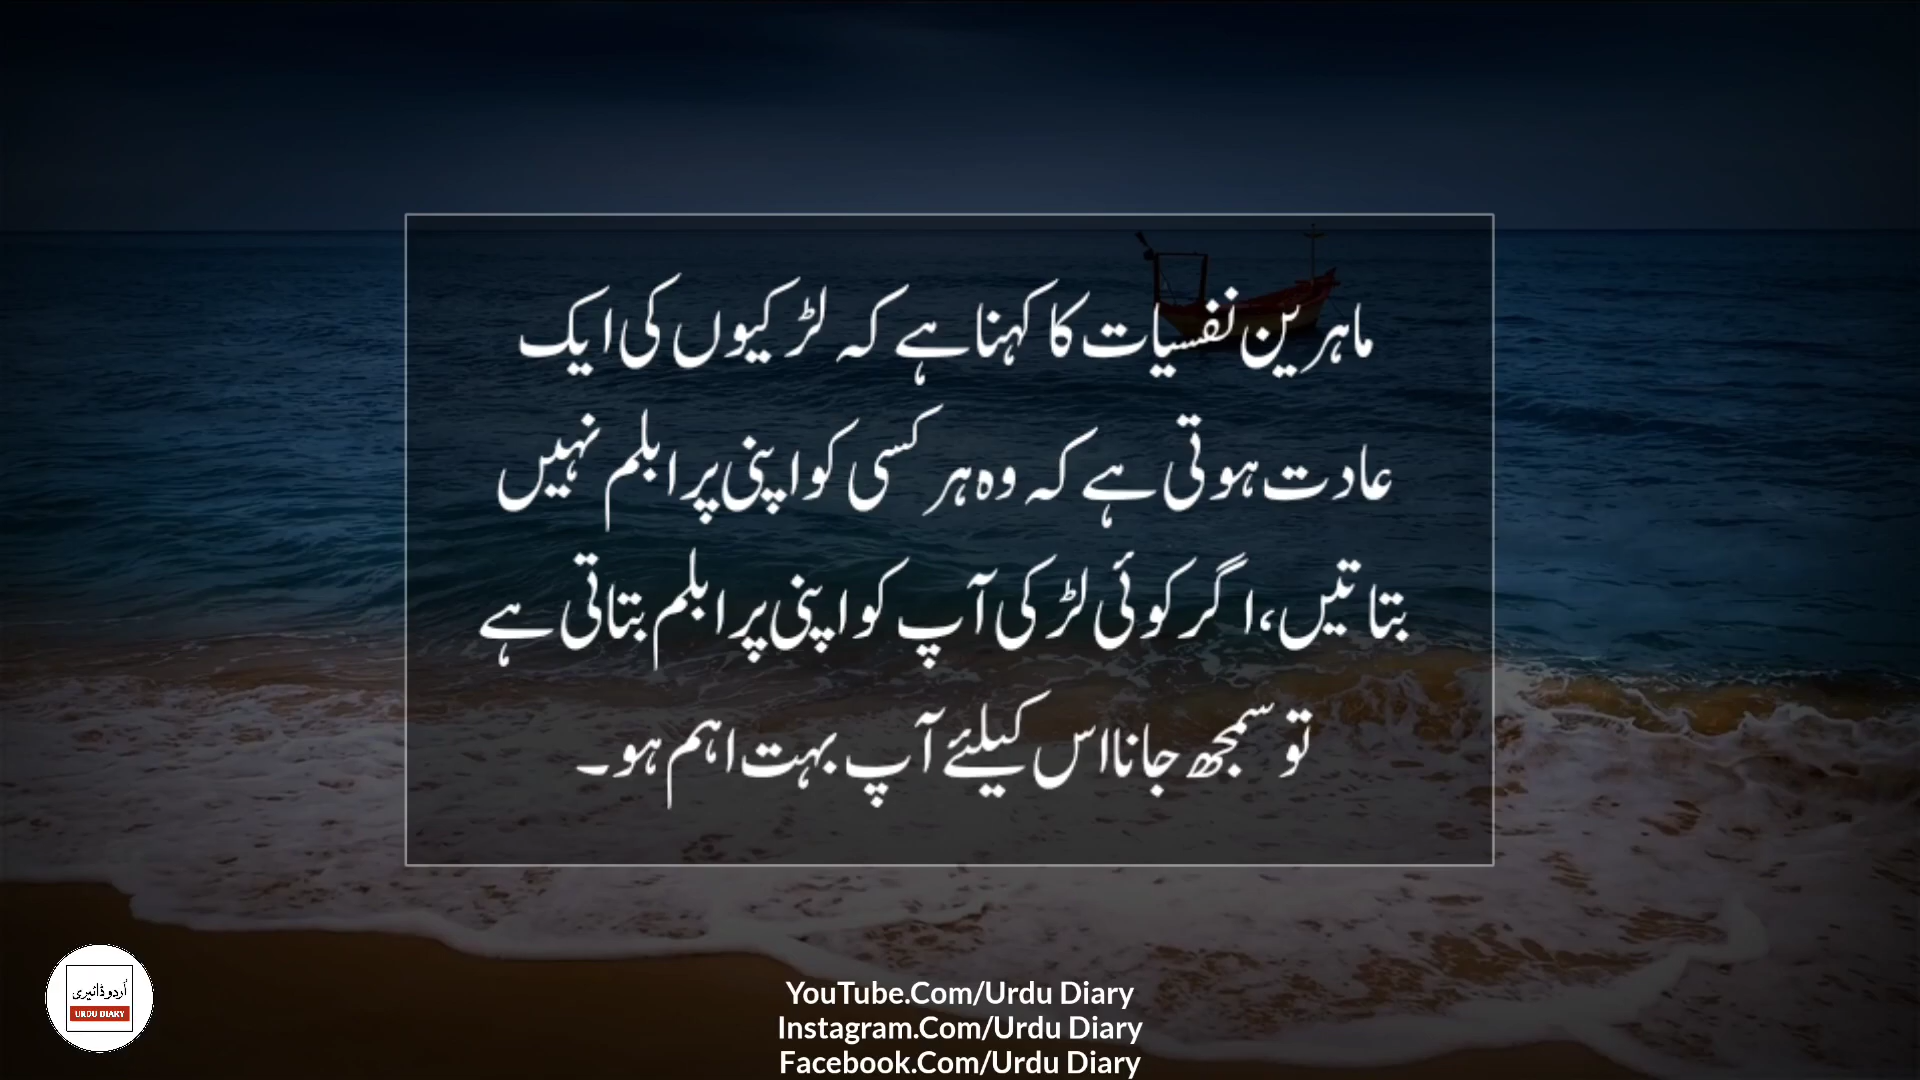 ماہرین نفسیات کا کہنا ہے کہ لڑکیوں کی ایک
عادت ہوتی ہے کہ وہ ہر کسی کو اپنی پرابلم نہیں
بتاتیں، اگر کوئی لڑکی آپ کو اپنی پرابلم بتاتی ہے
تو سمجھ جانا اس کیلئے آپ بہت اہم ہو۔
اُردو ڈائیری
URDU DIARY
YouTube.Com/Urdu Diary
Instagram.Com/Urdu Diary
Facebook.Com/Urdu Diary